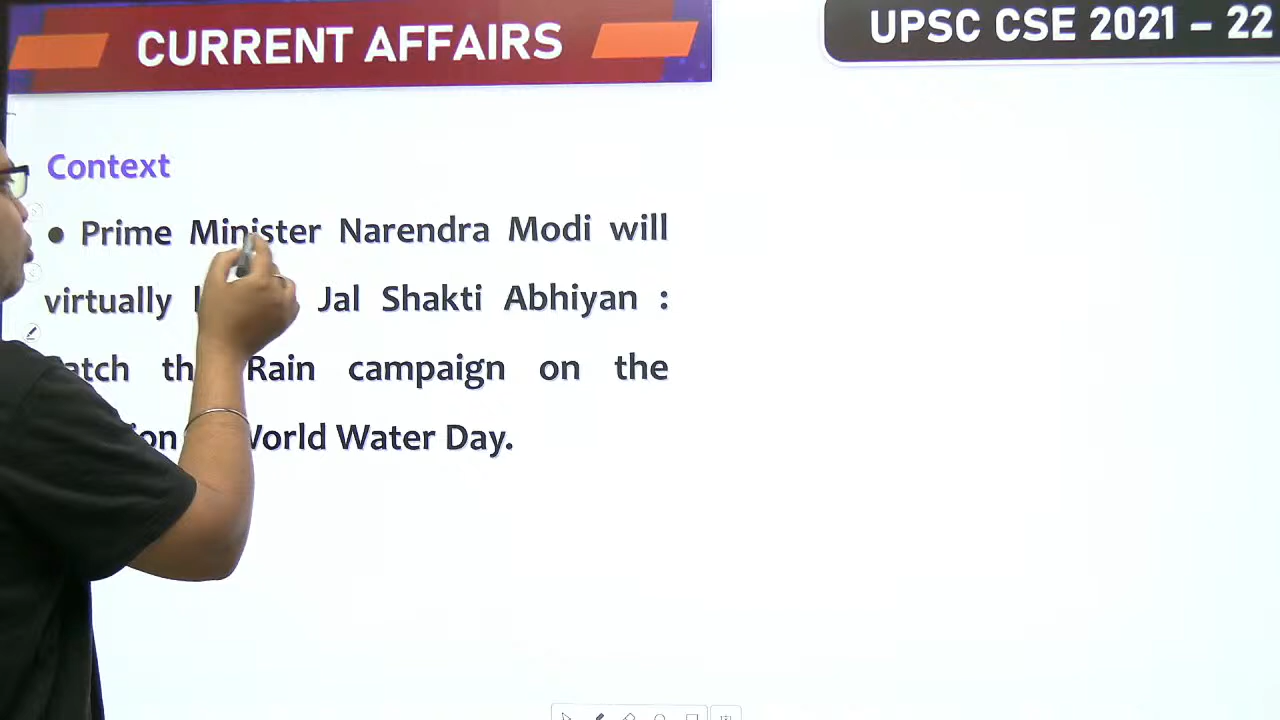 CURRENT AFFAIRS
UPSC CSE 2021 – 22
Context
● Prime Minister Narendra Modi will
virtually Jal Shakti Abhiyan :
the Rain campaign on the
World Water Day.